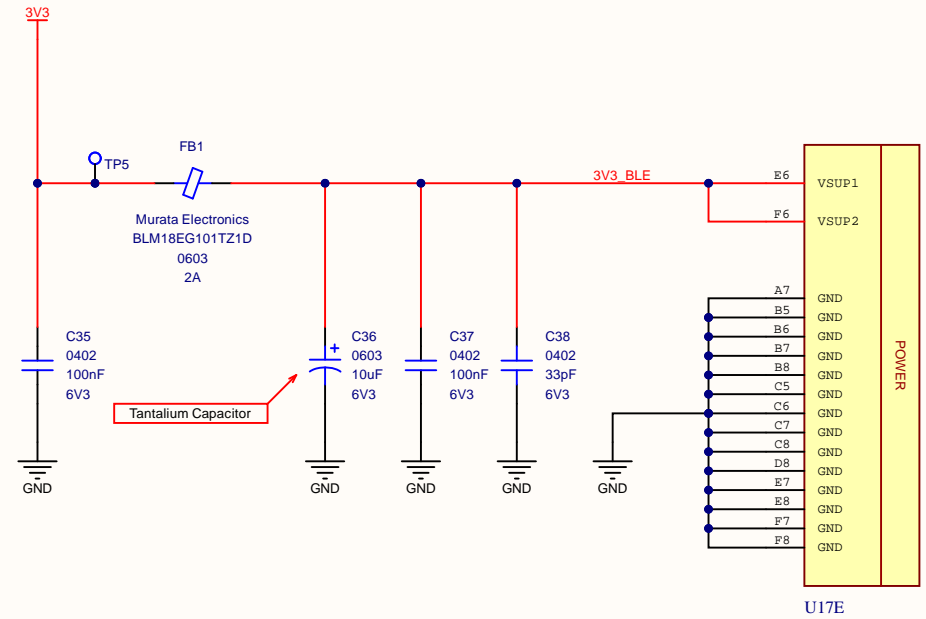 3V3
TP5
FB1
Murata Electronics
BLM18EG101TZ1D
0603
2A
3V3_BLE
E6
VSUP1
F6
VSUP2
A7
GND
B5
GND
B6
GND
B7
GND
B8
GND
C5
GND
C6
GND
C7
GND
C8
GND
D8
GND
E7
GND
E8
GND
F7
GND
F8
GND
POWER
U17E
C35
0402
100nF
6V3
GND
Tantalium Capacitor
C36
0603
10uF
6V3
+
GND
C37
0402
100nF
6V3
GND
C38
0402
33pF
6V3
GND
GND